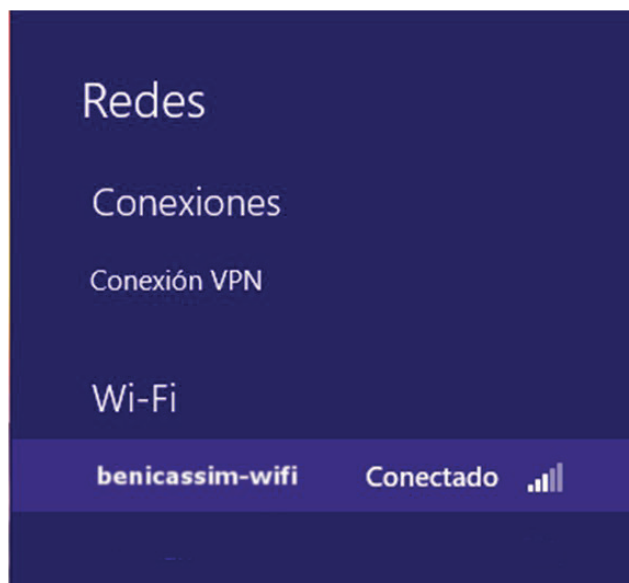 Redes
Conexiones
Conexión VPN
Wi-Fi
benicassim-wifi Conectado